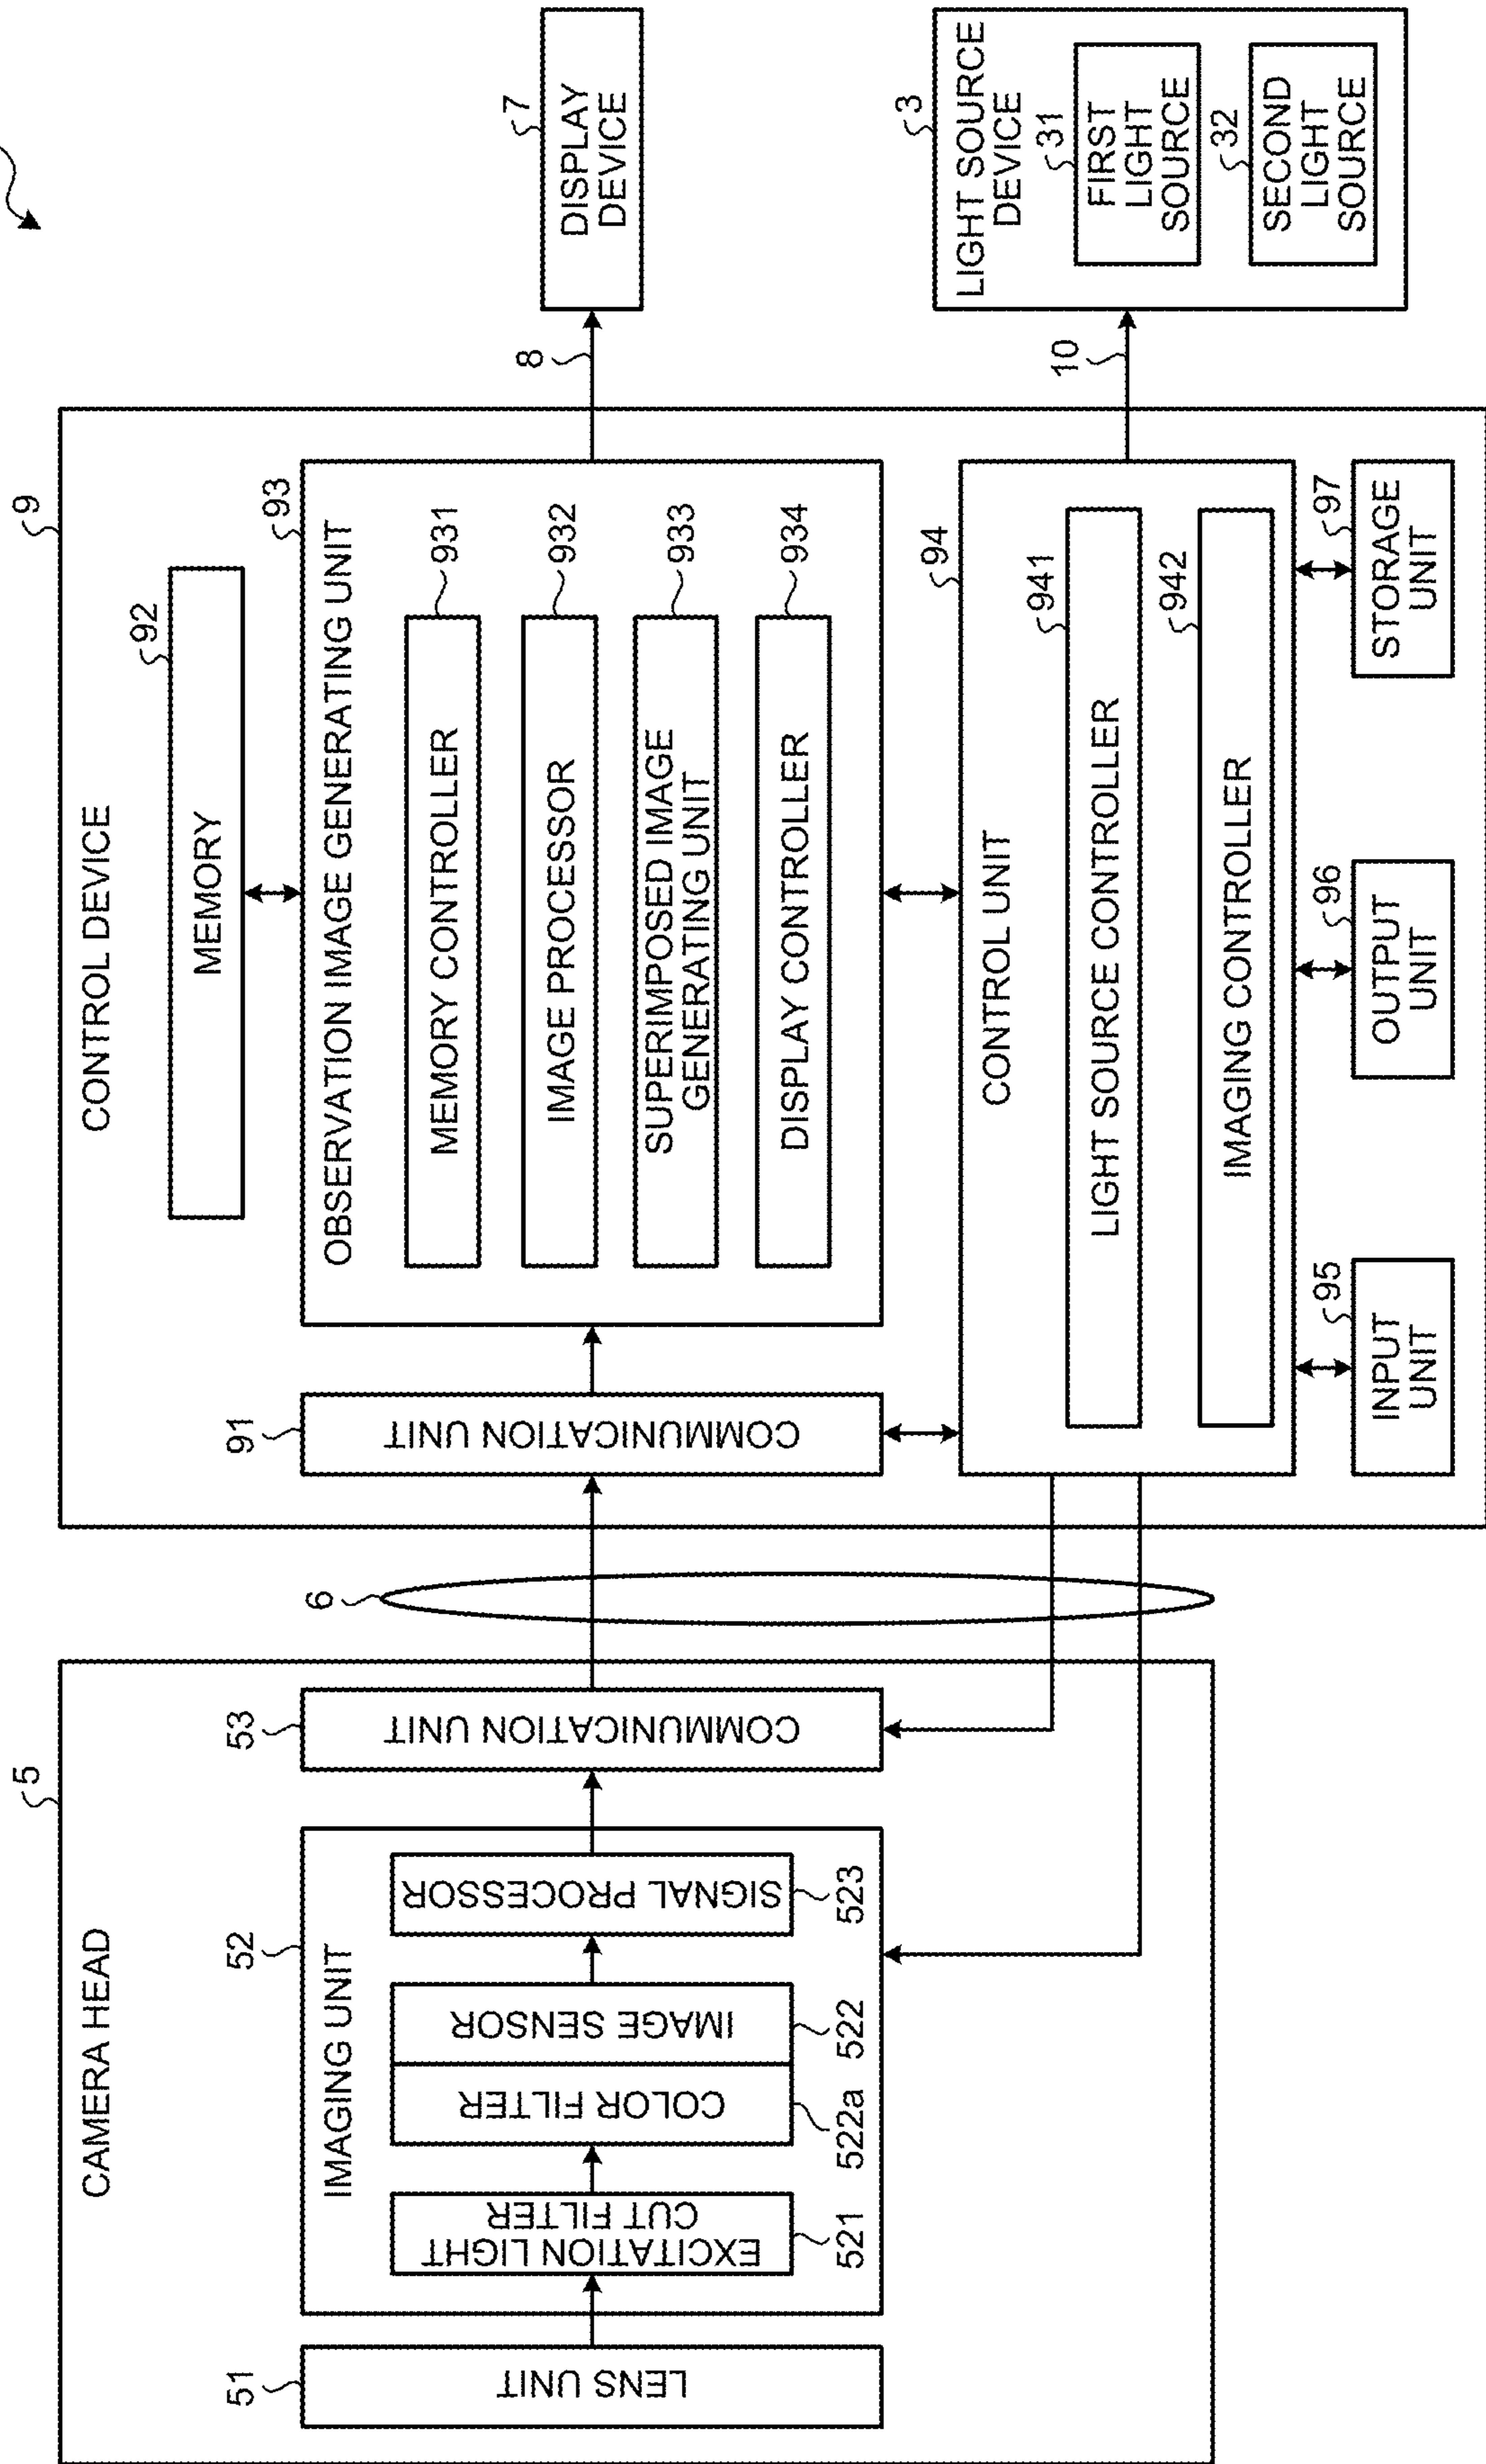 5
CAMERA HEAD
51
LENS UNIT
52
IMAGING UNIT
EXCITATION LIGHT
CUT FILTER
521
COLOR FILTER
522a
IMAGE SENSOR
522
SIGNAL PROCESSOR
523
53
COMMUNICATION UNIT
6
9
CONTROL DEVICE
91
COMMUNICATION UNIT
92
MEMORY
93
OBSERVATION IMAGE GENERATING UNIT
MEMORY CONTROLLER
931
IMAGE PROCESSOR
932
SUPERIMPOSED IMAGE
GENERATING UNIT
933
DISPLAY CONTROLLER
934
94
CONTROL UNIT
LIGHT SOURCE CONTROLLER
941
IMAGING CONTROLLER
942
95
INPUT
UNIT
96
OUTPUT
UNIT
97
STORAGE
UNIT
8
7
DISPLAY
DEVICE
10
3
LIGHT SOURCE
DEVICE
31
FIRST
LIGHT
SOURCE
32
SECOND
LIGHT
SOURCE